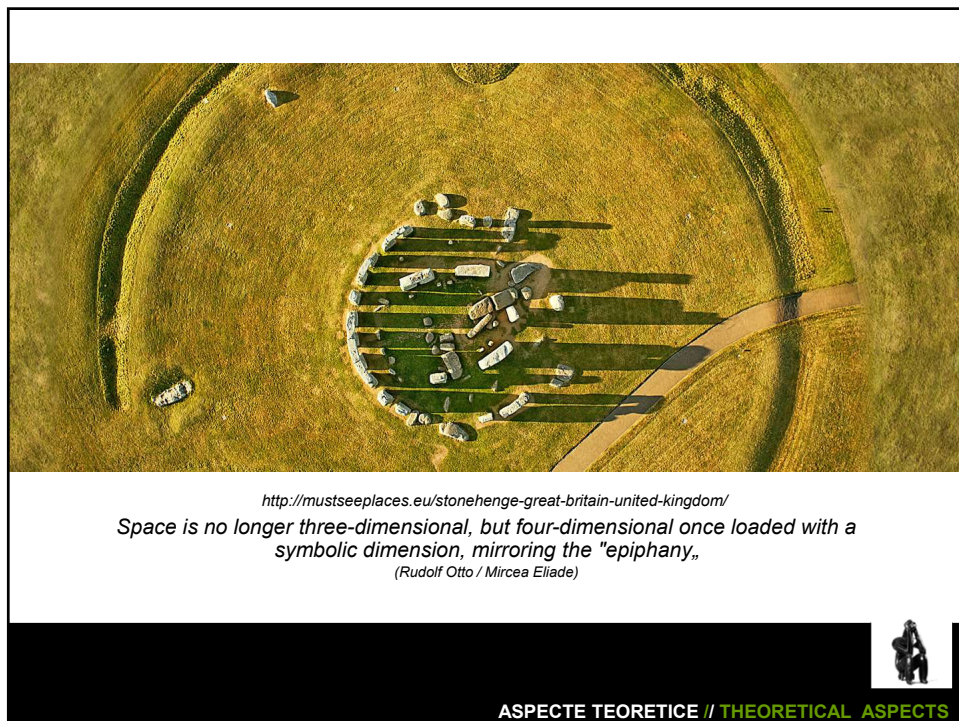 http://mustseeplaces.eu/stonehenge-great-britain-united-kingdom/
Space is no longer three-dimensional, but four-dimensional once loaded with a
symbolic dimension, mirroring the "epiphany„
(Rudolf Otto / Mircea Eliade)
ASPECTE TEORETICE // THEORETICAL ASPECTS